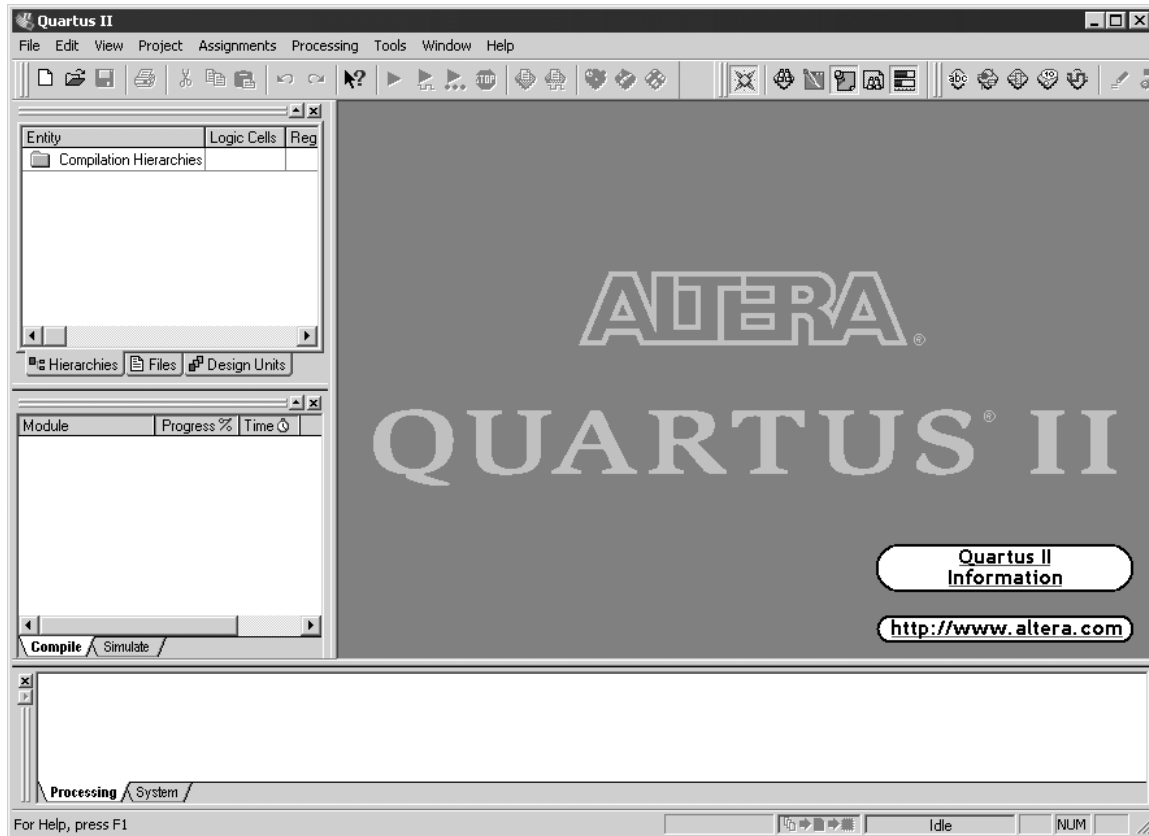 Quartus II
File Edit View Project Assignments Processing Tools Window Help
STOP abc
Entity Logic Cells Reg
Compilation Hierarchies
Hierarchies Files Design Units
Module Progress % Time
Compile Simulate
ALTERA®
QUARTUS® II
Quartus II
Information
http://www.altera.com
Processing System
For Help, press F1 Idle NUM